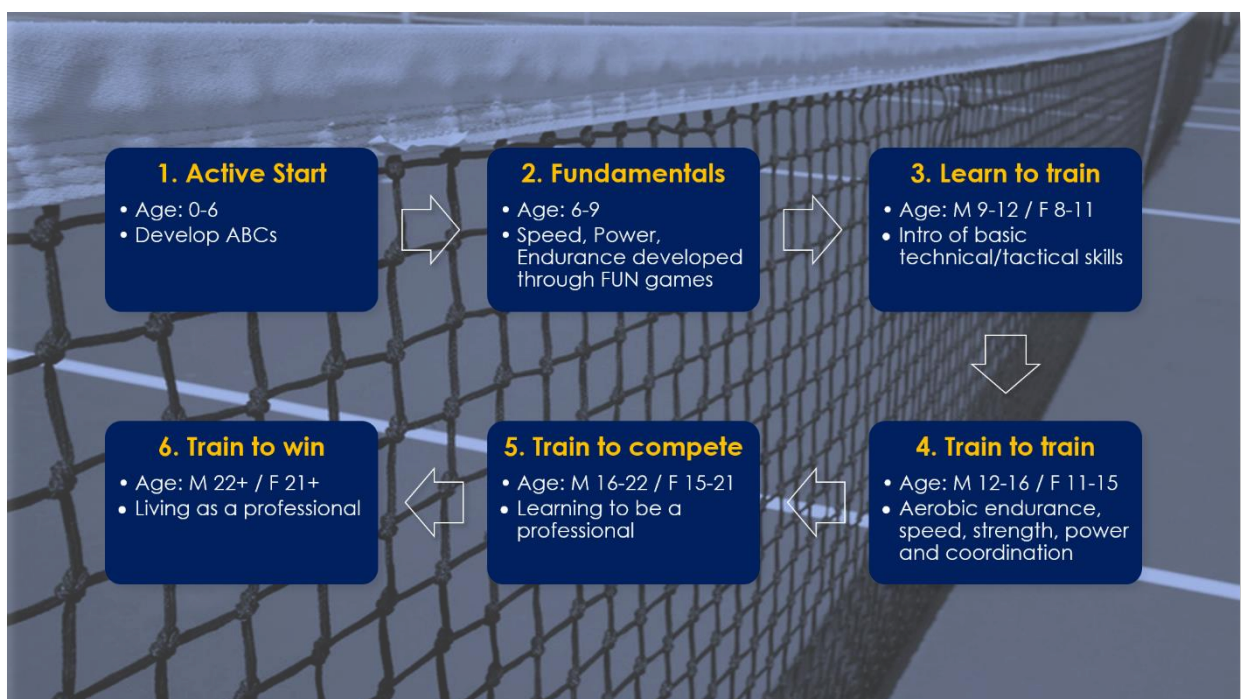 1. Active Start
• Age: 0-6
• Develop ABCs
2. Fundamentals
• Age: 6-9
• Speed, Power,
Endurance developed
through FUN games
3. Learn to train
• Age: M 9-12 / F 8-11
• Intro of basic
technical/tactical skills
4. Train to train
• Age: M 12-16 / F 11-15
• Aerobic endurance,
speed, strength, power
and coordination
5. Train to compete
• Age: M 16-22 / F 15-21
• Learning to be a
professional
6. Train to win
• Age: M 22+ / F 21+
• Living as a professional